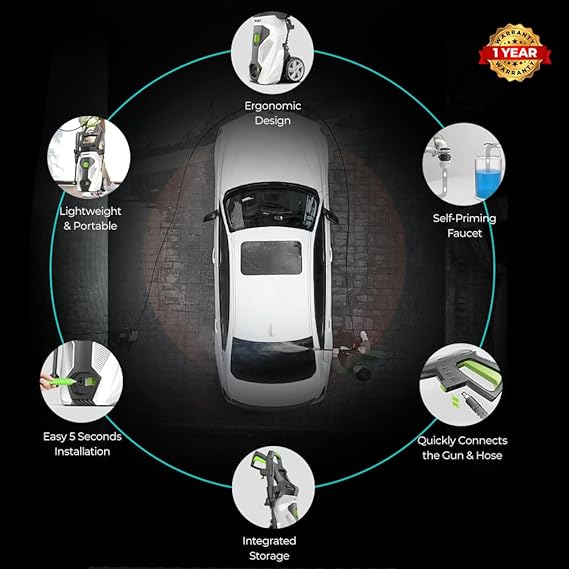 WARRANTY
1 YEAR
WARRANTY
Ergonomic
Design
Lightweight
& Portable
Self-Priming
Faucet
Easy 5 Seconds
Installation
Quickly Connects
the Gun & Hose
Integrated
Storage